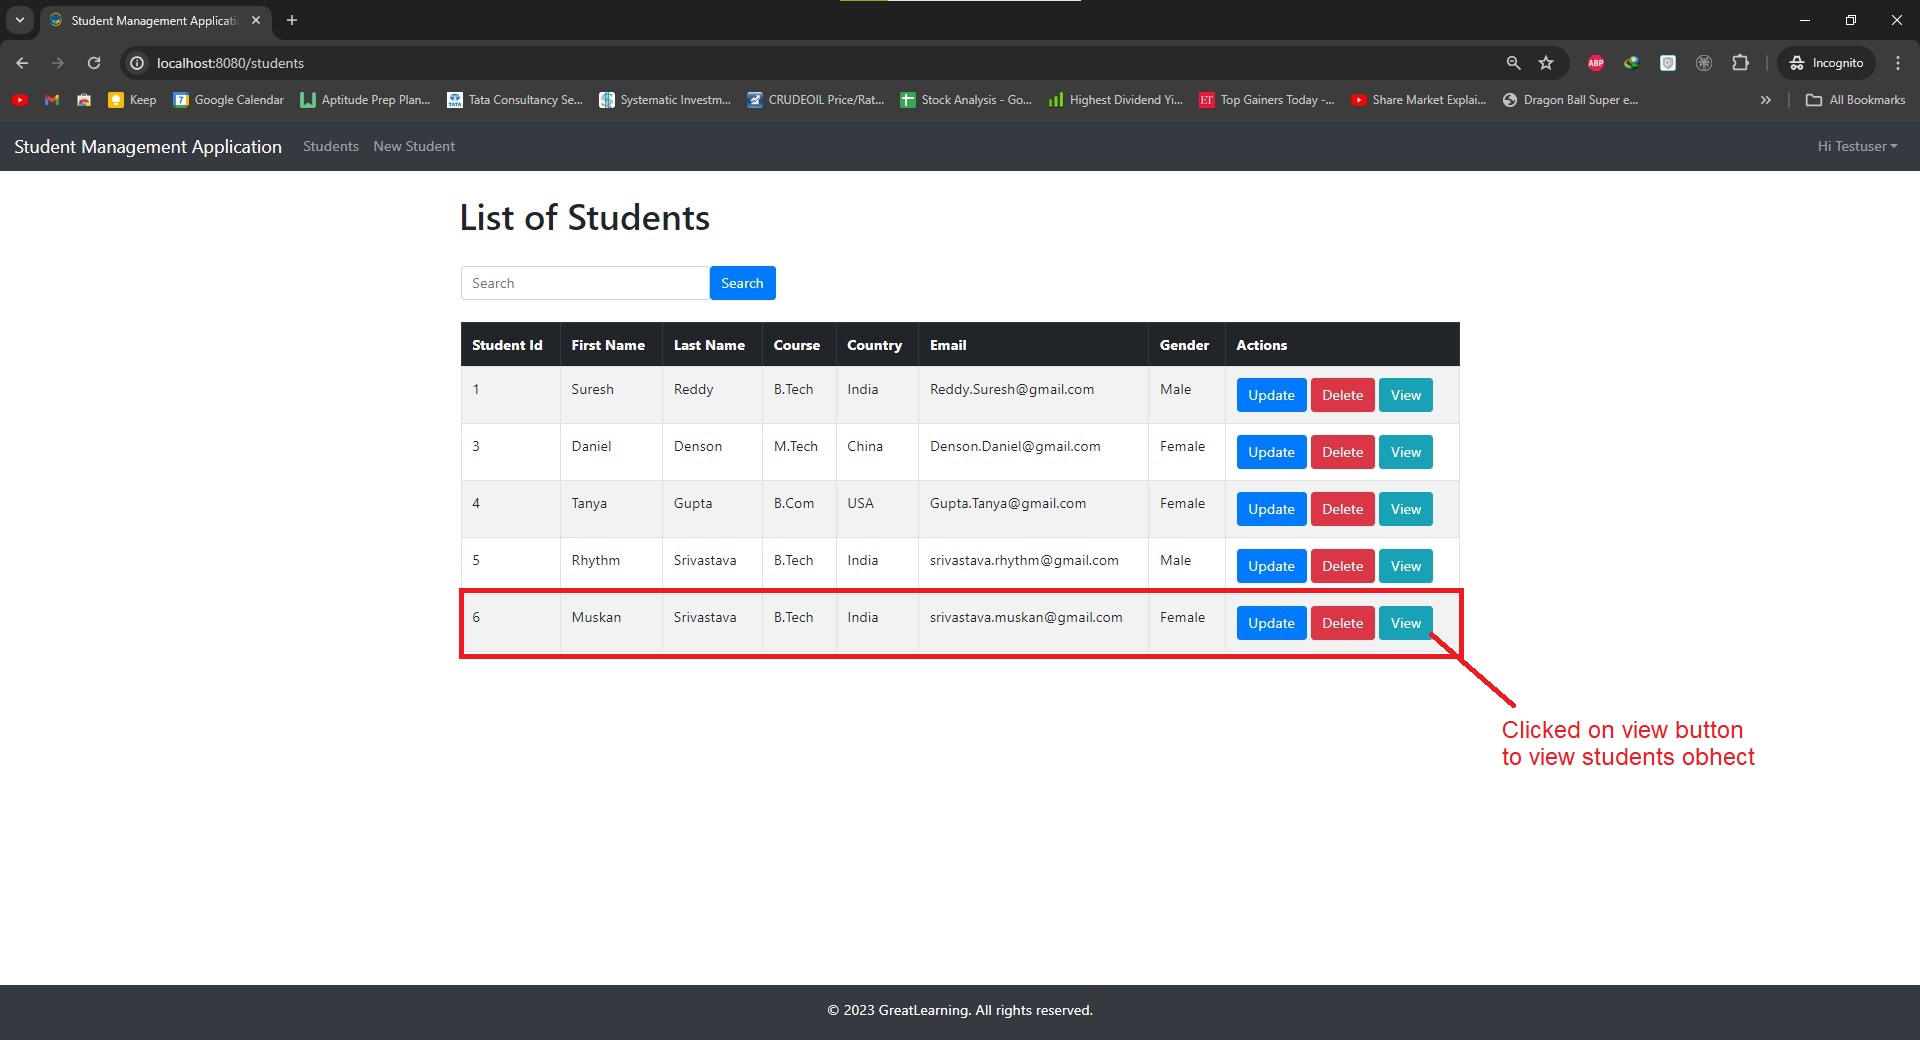 Student Management Applicati
localhost:8080/students
ABP
Incognito
Keep
7 Google Calendar
Aptitude Prep Plan...
TATA Tata Consultancy Se...
Systematic Investm...
CRUDEOIL Price/Rat...
Stock Analysis - Go...
Highest Dividend Yi...
ET Top Gainers Today -...
Share Market Explai...
Dragon Ball Super e...
All Bookmarks
Student Management Application Students New Student Hi Testuser
List of Students
Search Search
Student Id First Name Last Name Course Country Email Gender Actions
1 Suresh Reddy B.Tech India Reddy.Suresh@gmail.com Male Update Delete View
3 Daniel Denson M.Tech China Denson.Daniel@gmail.com Female Update Delete View
4 Tanya Gupta B.Com USA Gupta.Tanya@gmail.com Female Update Delete View
5 Rhythm Srivastava B.Tech India srivastava.rhythm@gmail.com Male Update Delete View
6 Muskan Srivastava B.Tech India srivastava.muskan@gmail.com Female Update Delete View
Clicked on view button
to view students obhect
© 2023 GreatLearning. All rights reserved.